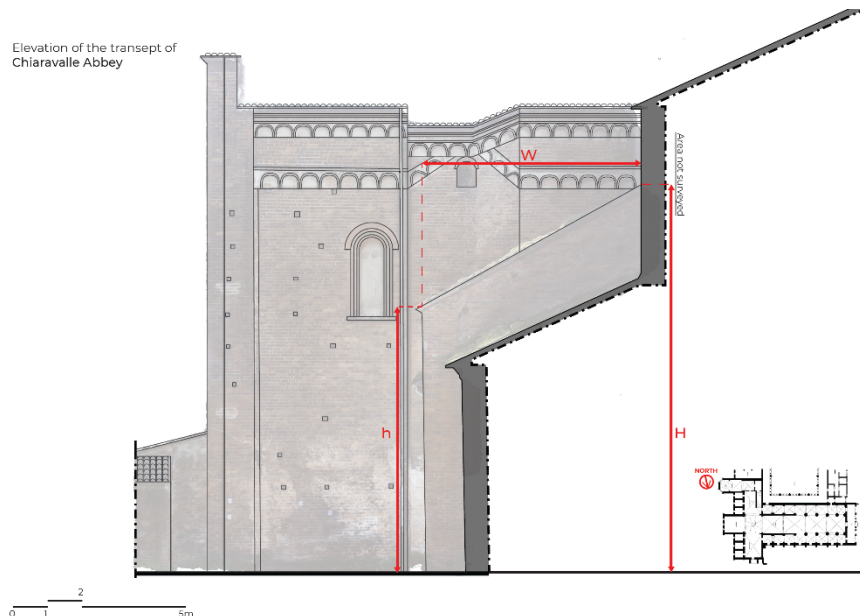 Elevation of the transept of
Chiaravalle Abbey
W
Area not surveyed
h
H
NORTH
2
0 1 5m